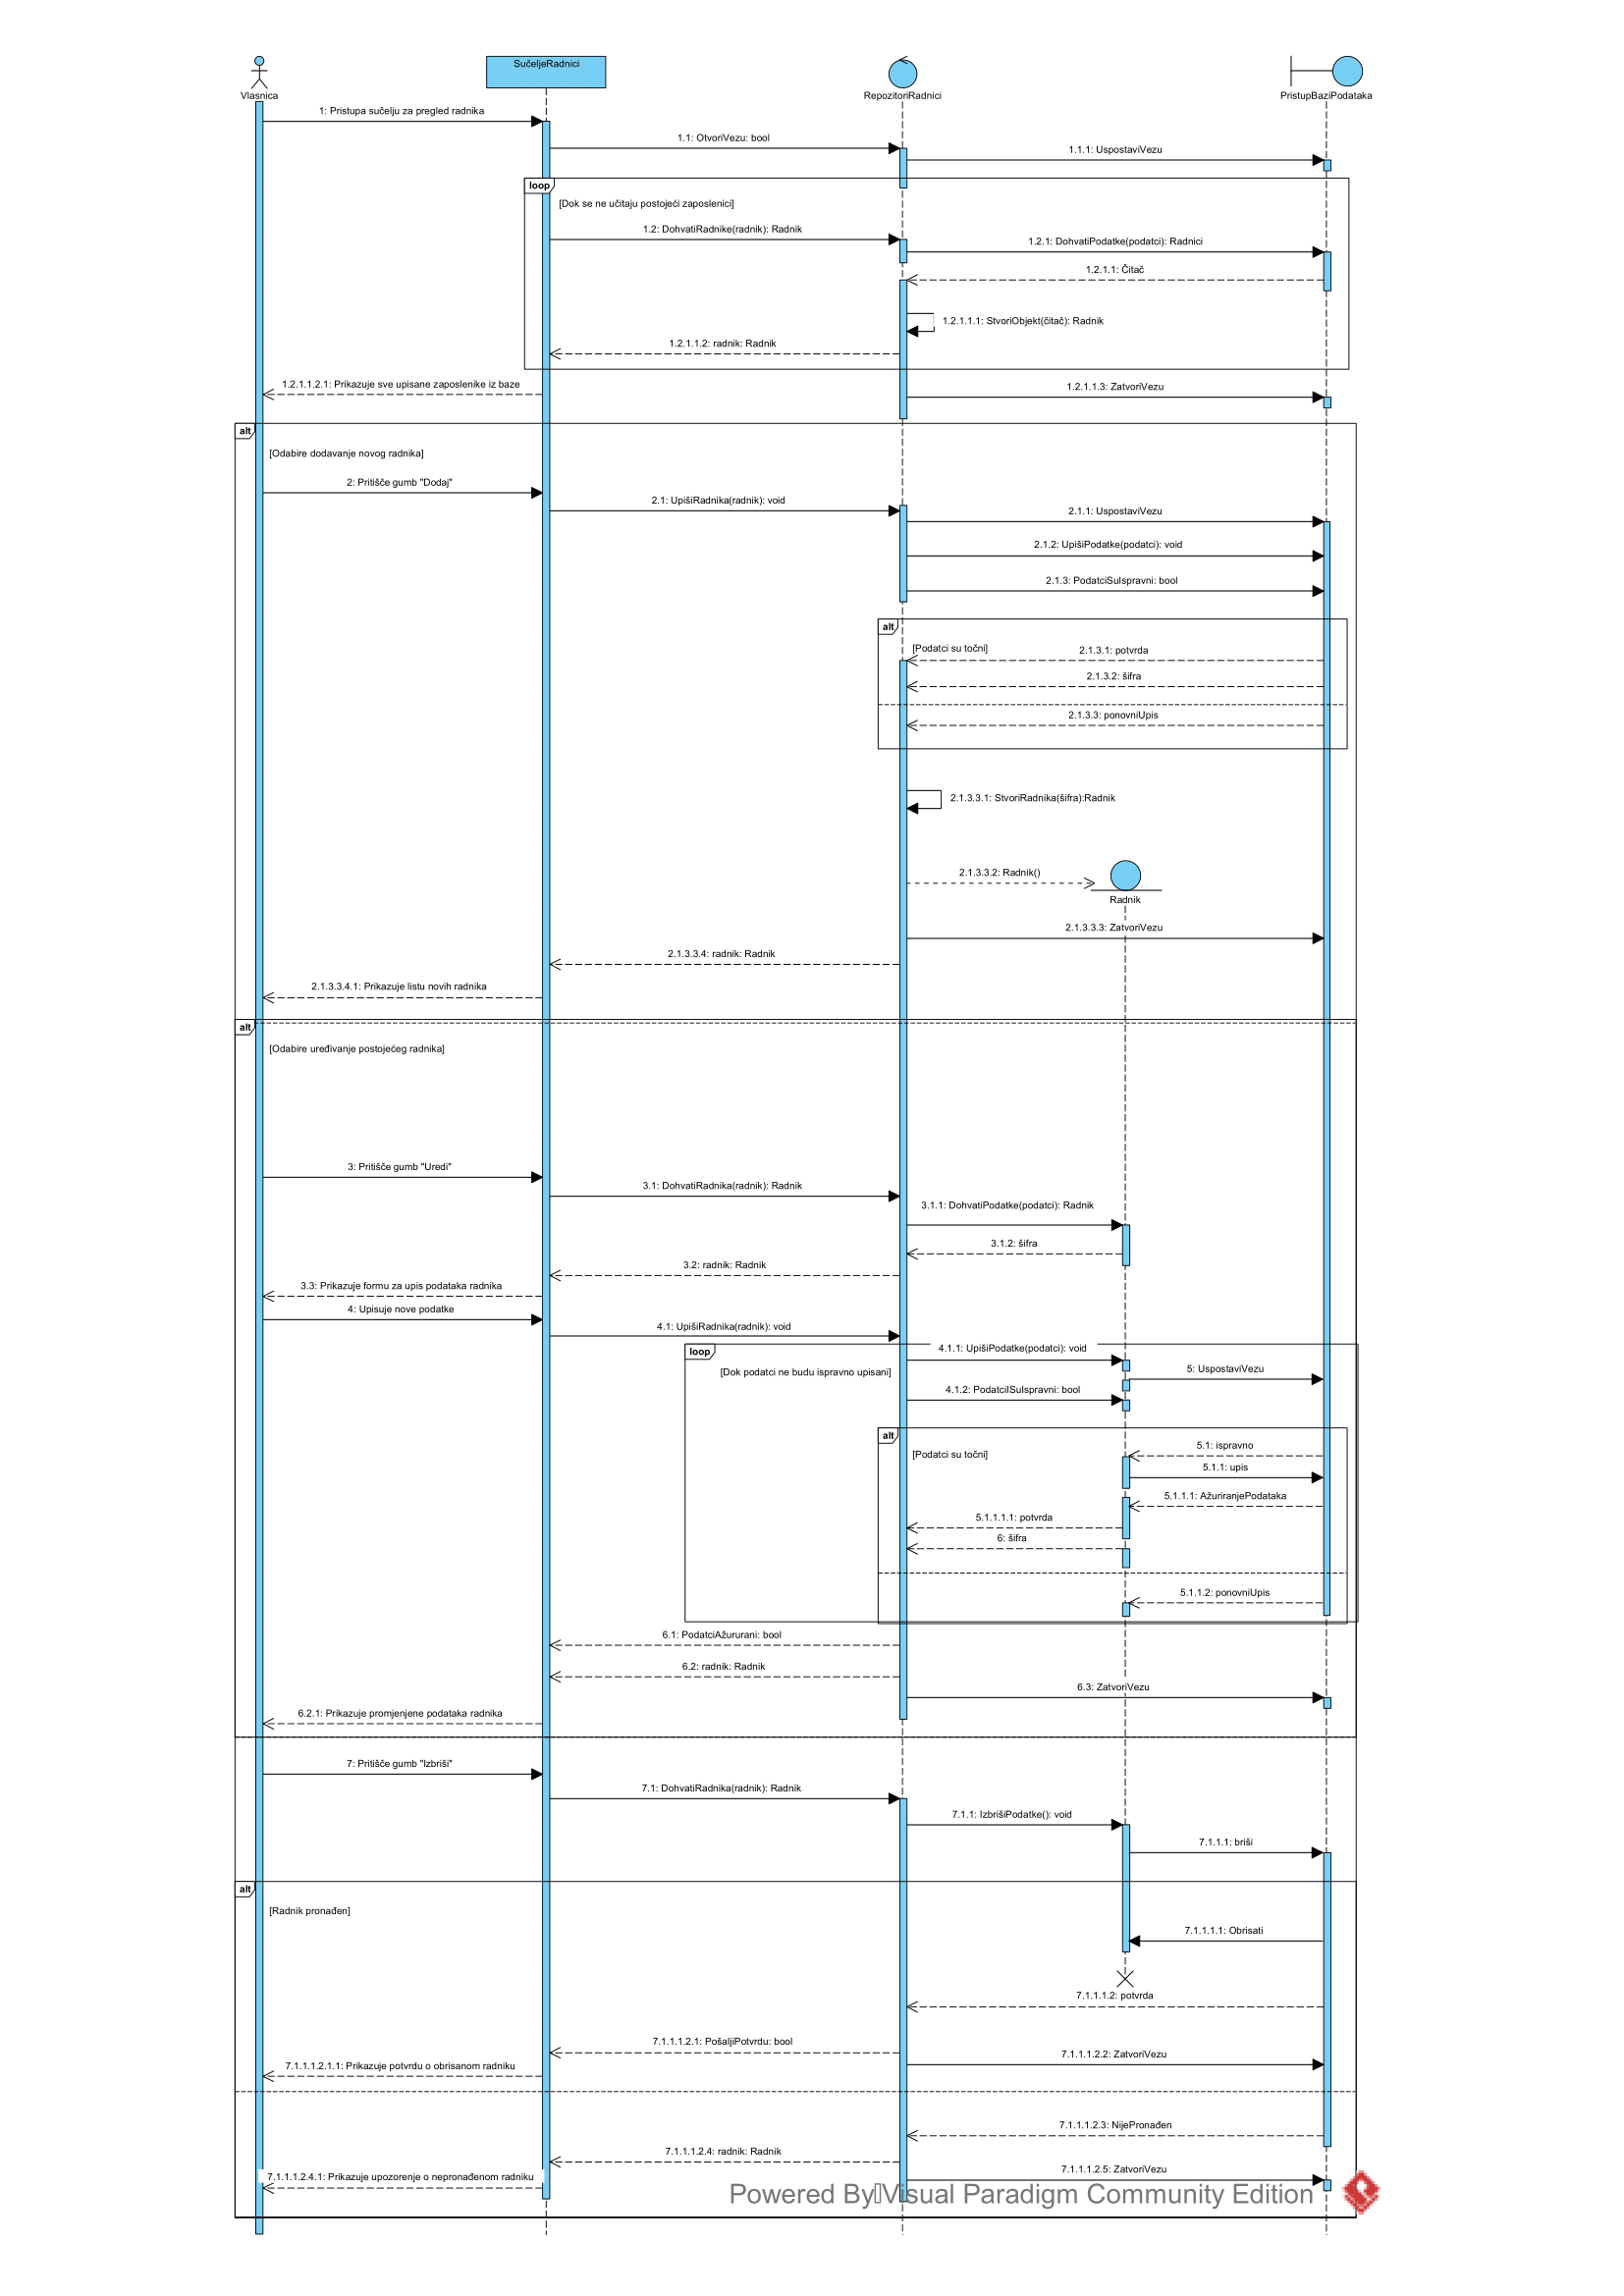 Vlasnica
SučeljeRadnici
RepozitoriRadnici
PristupBaziPodataka
1: Pristupa sučelju za pregled radnika
1.1: OtvoriVezu: bool
1.1.1: UspostaviVezu
loop
[Dok se ne učitaju postojeći zaposlenici]
1.2: DohvatiRadnike(radnik): Radnik
1.2.1: DohvatiPodatke(podatci): Radnici
1.2.1.1: Čitač
1.2.1.1.1: StvoriObjekt(čitač): Radnik
1.2.1.1.2: radnik: Radnik
1.2.1.1.2.1: Prikazuje sve upisane zaposlenike iz baze
1.2.1.1.3: ZatvoriVezu
alt
[Odabire dodavanje novog radnika]
2: Pritišče gumb "Dodaj"
2.1: UpišiRadnika(radnik): void
2.1.1: UspostaviVezu
2.1.2: UpišiPodatke(podatci): void
2.1.3: PodatciSuIspravni: bool
alt
[Podatci su točni]
2.1.3.1: potvrda
2.1.3.2: šifra
2.1.3.3: ponovniUpis
2.1.3.3.1: StvoriRadnika(šifra):Radnik
2.1.3.3.2: Radnik()
Radnik
2.1.3.3.3: ZatvoriVezu
2.1.3.3.4: radnik: Radnik
2.1.3.3.4.1: Prikazuje listu novih radnika
alt
[Odabire uređivanje postojećeg radnika]
3: Pritišče gumb "Uredi"
3.1: DohvatiRadnika(radnik): Radnik
3.1.1: DohvatiPodatke(podatci): Radnik
3.1.2: šifra
3.2: radnik: Radnik
3.3: Prikazuje formu za upis podataka radnika
4: Upisuje nove podatke
4.1: UpišiRadnika(radnik): void
loop
4.1.1: UpišiPodatke(podatci): void
[Dok podatci ne budu ispravno upisani]
5: UspostaviVezu
4.1.2: PodatciISuIspravni: bool
alt
[Podatci su točni]
5.1: ispravno
5.1.1: upis
5.1.1.1: AžuriranjePodataka
5.1.1.1.1: potvrda
6: šifra
5.1.1.2: ponovniUpis
6.1: PodatciAžururani: bool
6.2: radnik: Radnik
6.3: ZatvoriVezu
6.2.1: Prikazuje promjenjene podataka radnika
7: Pritišče gumb "Izbriši"
7.1: DohvatiRadnika(radnik): Radnik
7.1.1: IzbrišiPodatke(): void
7.1.1.1: briši
alt
[Radnik pronađen]
7.1.1.1.1: Obrisati
7.1.1.1.2: potvrda
7.1.1.1.2.1: PošaljiPotvrdu: bool
7.1.1.1.2.2: ZatvoriVezu
7.1.1.1.2.1.1: Prikazuje potvrdu o obrisanom radniku
7.1.1.1.2.3: NijePronađen
7.1.1.1.2.4: radnik: Radnik
7.1.1.1.2.5: ZatvoriVezu
7.1.1.1.2.4.1: Prikazuje upozorenje o nepronađenom radniku
Powered By Visual Paradigm Community Edition